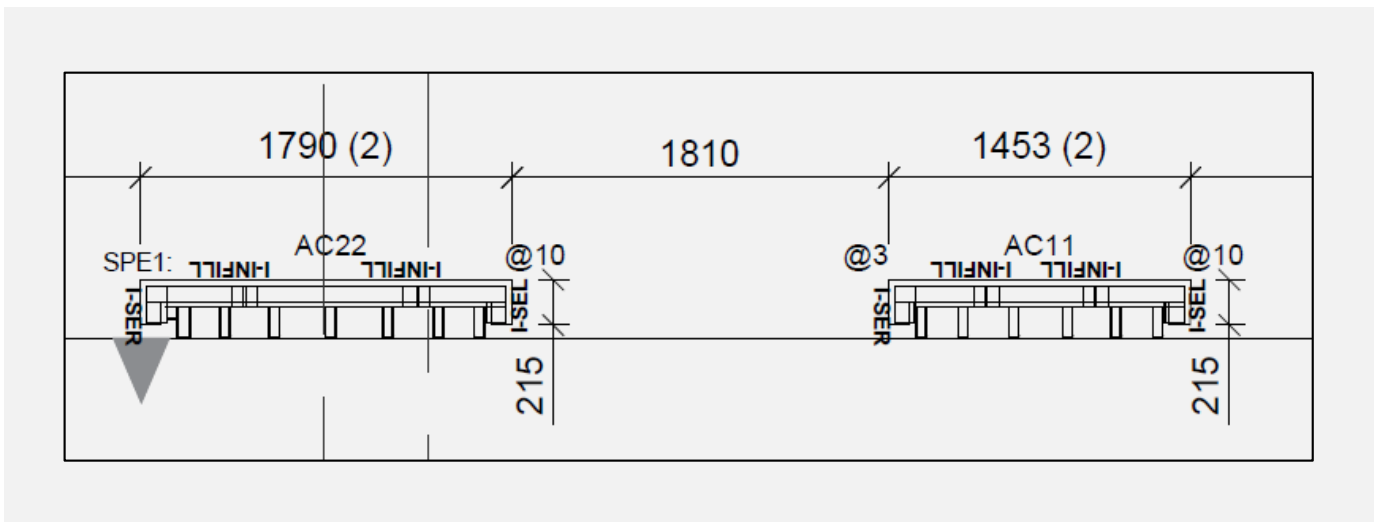 1790 (2)
1810
1453 (2)
AC22
SPE1:
I-INFILL
I-INFILL
@10
@3
AC11
I-INFILL
I-INFILL
@10
I-SER
I-SEL
I-SER
I-SEL
215
215